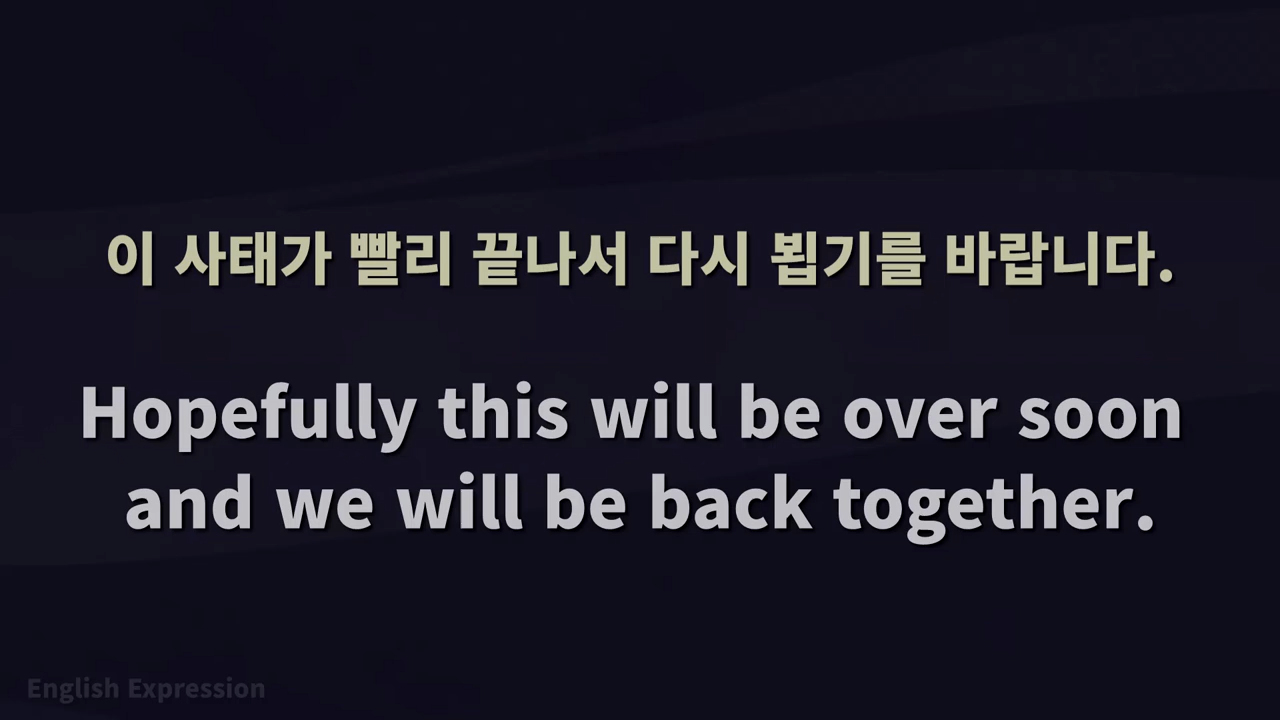 이 사태가 빨리 끝나서 다시 뵙기를 바랍니다.
Hopefully this will be over soon
and we will be back together.
English Expression